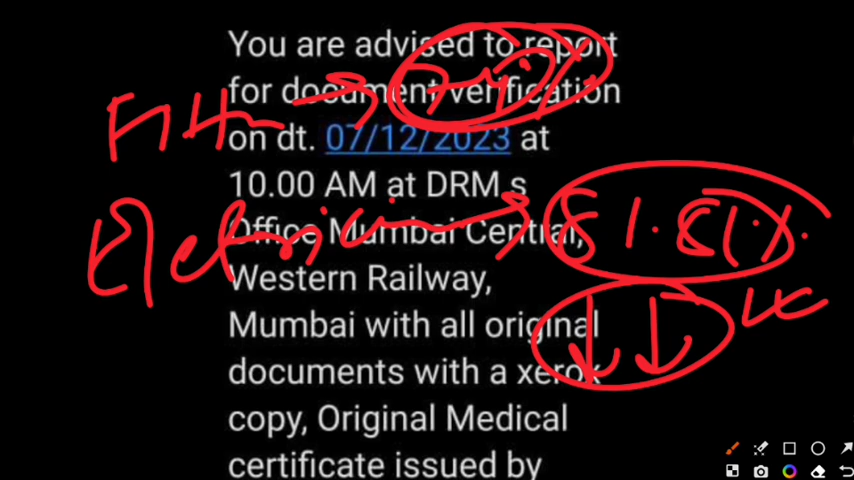 You are advised to report
for document verification
on dt. 07/12/2023 at
10.00 AM at DRM s
Office Mumbai Central,
Western Railway,
Mumbai with all original
documents with a xerox
copy, Original Medical
certificate issued by
Electrician
81.81%.